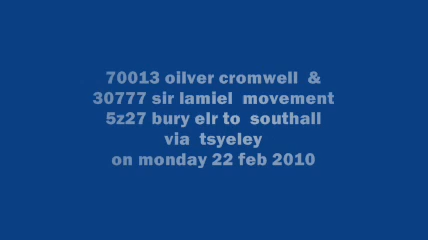 70013 oilver cromwell &
30777 sir lamiel movement
5z27 bury elr to southall
via tsyeley
on monday 22 feb 2010